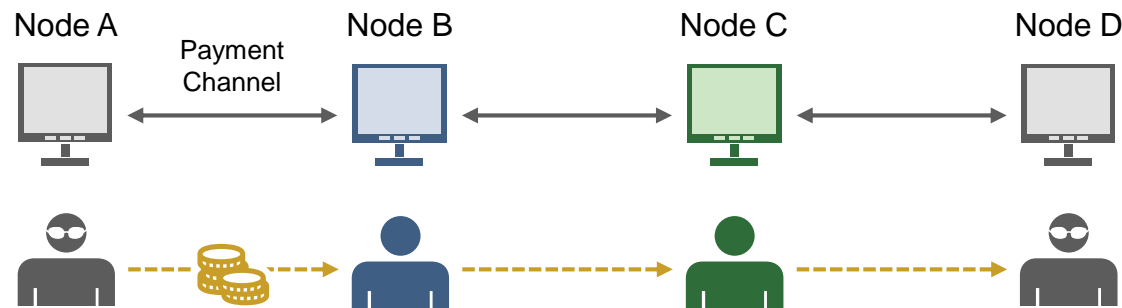 Node A
Node B
Node C
Node D
Payment
Channel